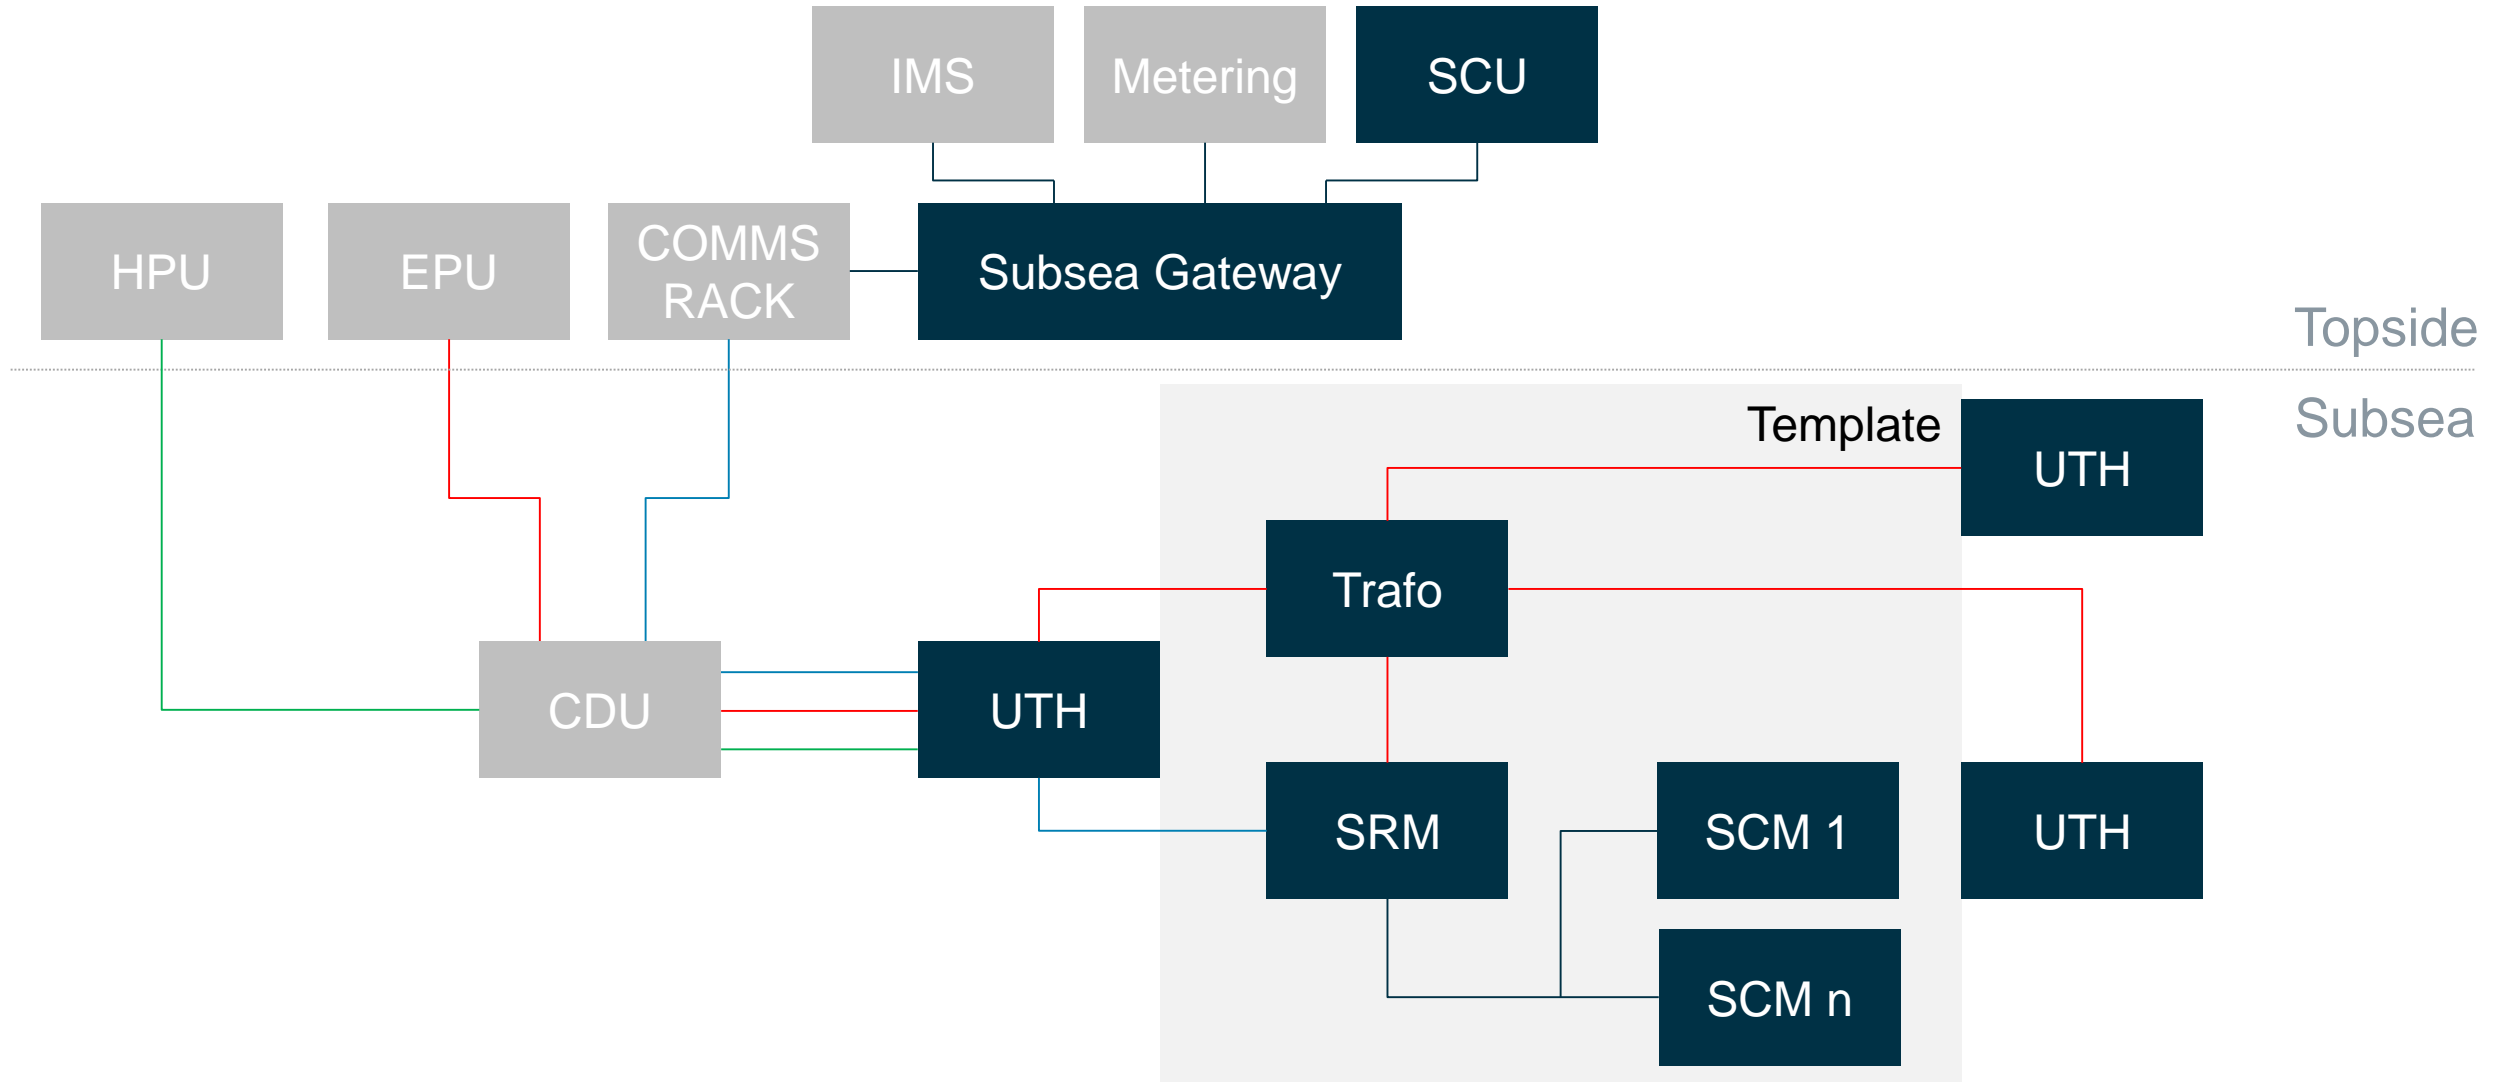 IMS
Metering
SCU
HPU
EPU
COMMS
RACK
Subsea Gateway
Topside
Subsea
Template
UTH
Trafo
CDU
UTH
SRM
SCM 1
UTH
SCM n